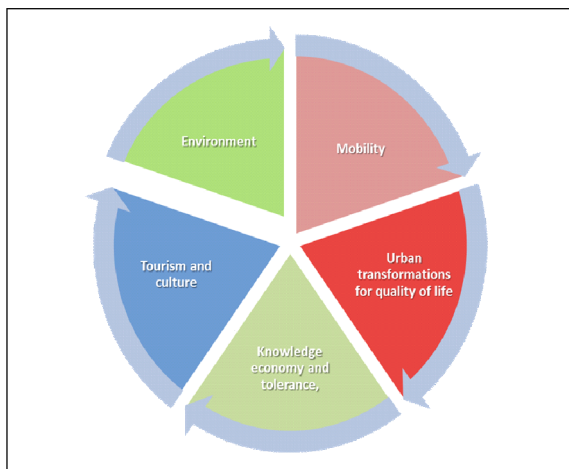 Environment
Mobility
Urban
transformations
for quality of life
Knowledge
economy and
tolerance,
Tourism and
culture